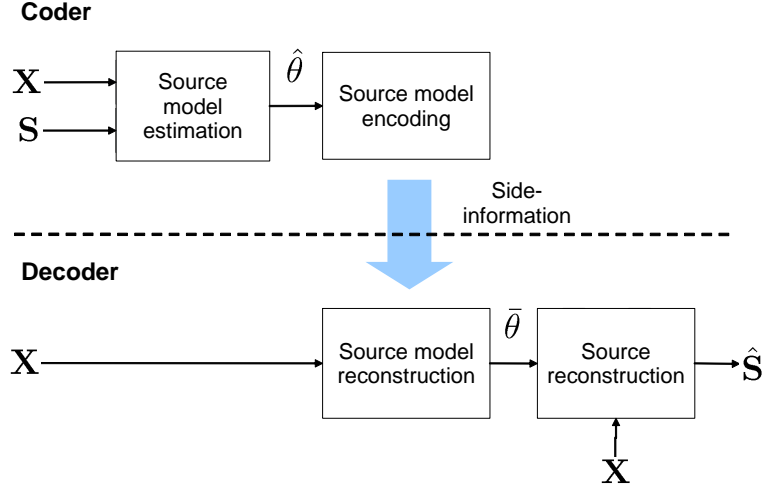 Coder
X
S
Source
model
estimation
θ̂
Source model
encoding
Side-
information
Decoder
X
Source model
reconstruction
θ̄
Source
reconstruction
Ŝ
X